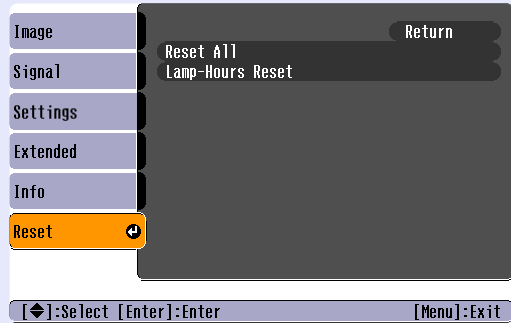 Image
Signal
Settings
Extended
Info
Reset
Return
Reset All
Lamp-Hours Reset
[◆]:Select [Enter]:Enter [Menu]:Exit